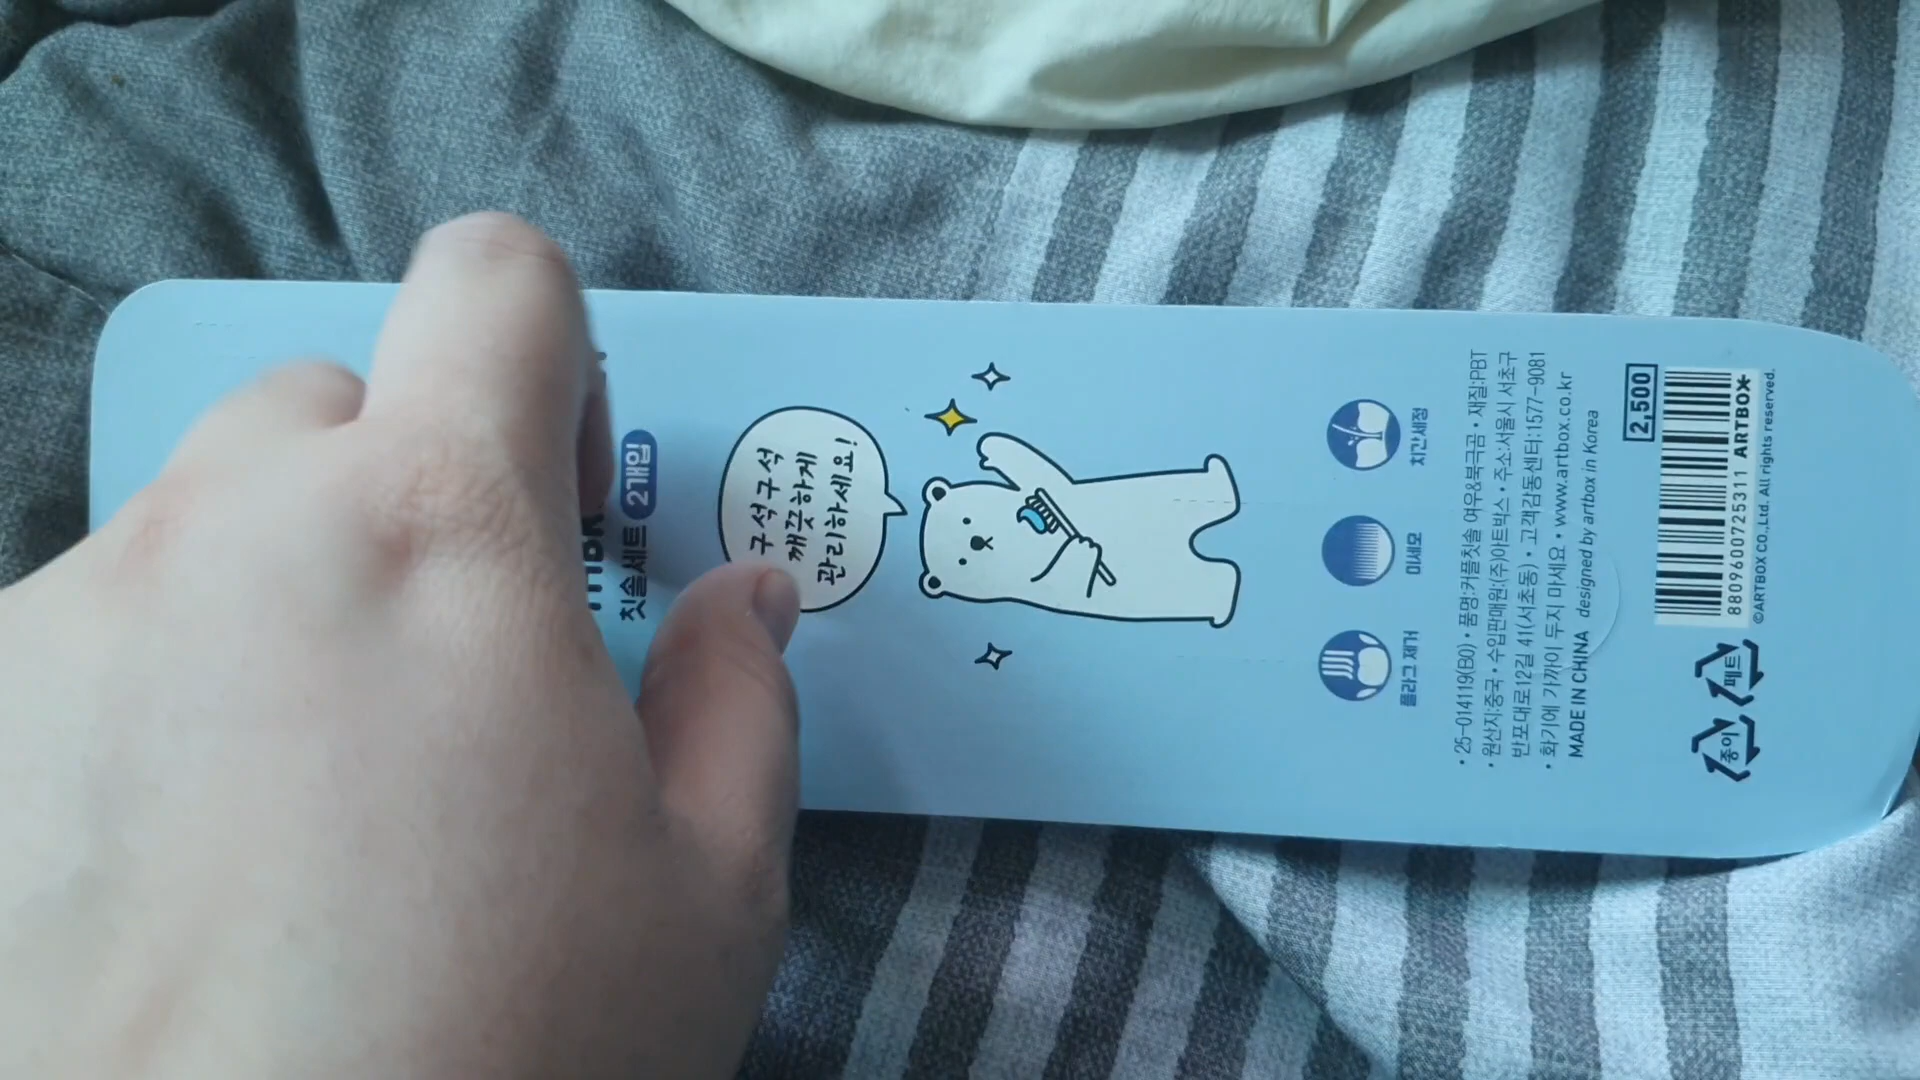 칫솔세트 2개입
구석구석
깨끗하게
관리하세요!
플라그 제거
미세모
치간세정
• 25-014119(B0) • 품명:커플칫솔 여우&북극곰 • 재질:PBT
• 원산지:중국 • 수입판매원:(주)아트박스 • 주소:서울시 서초구
반포대로12길 41(서초동) • 고객감동센터:1577-9081
• 화기에 가까이 두지 마세요 • www.artbox.co.kr
MADE IN CHINA designed by artbox in Korea
2,500
8809600725311 ARTBOX
©ARTBOX CO.,Ltd. All rights reserved.
종이
페트